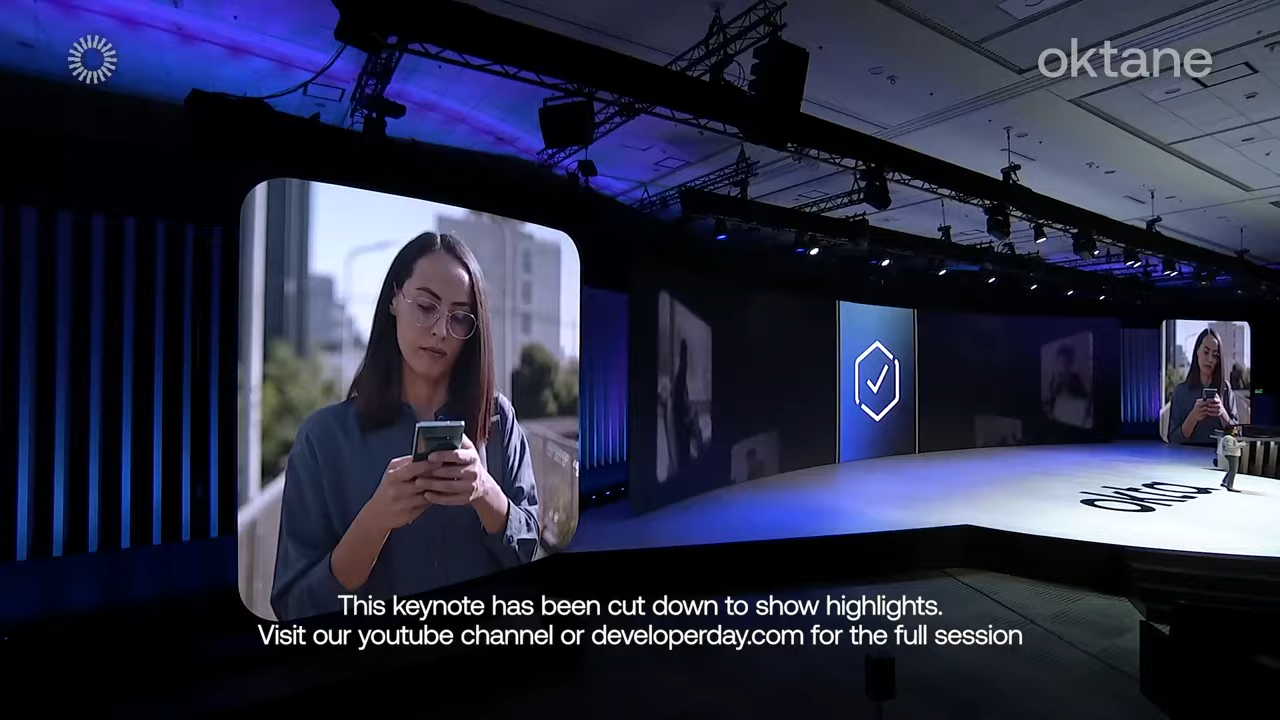 oktane
okta
This keynote has been cut down to show highlights.
Visit our youtube channel or developerday.com for the full session